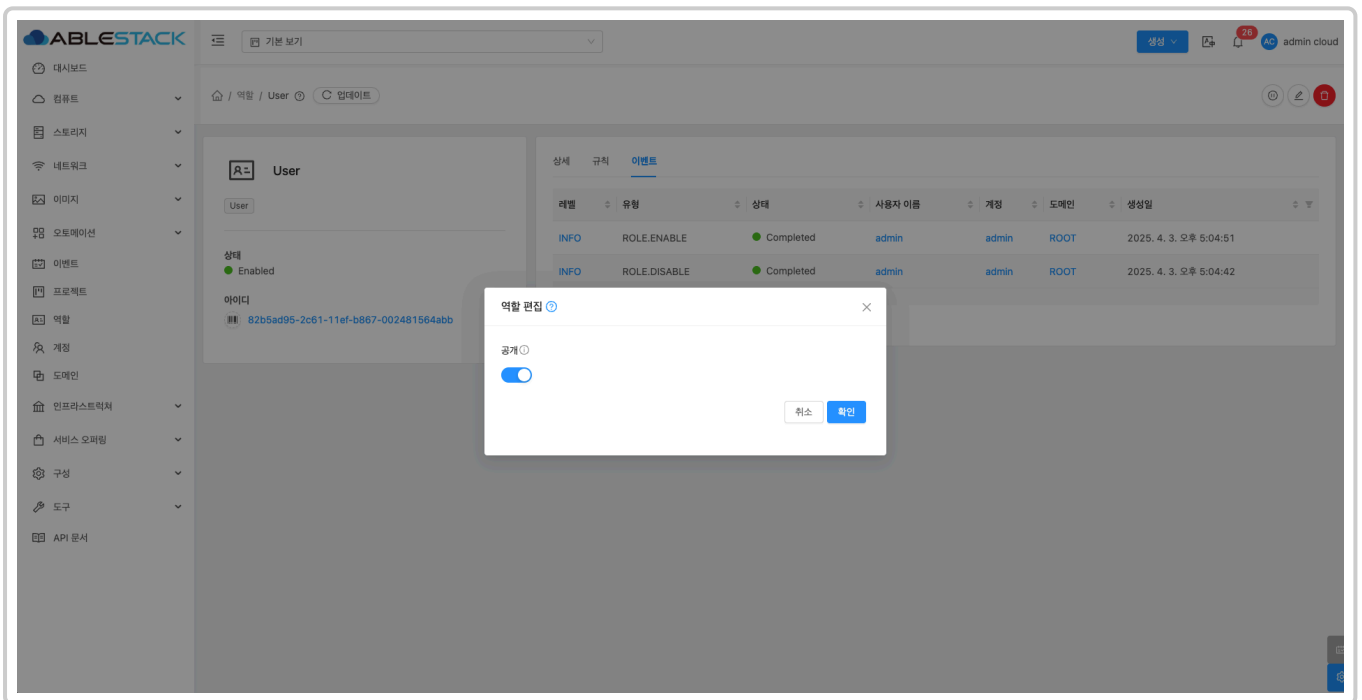 ABLESTACK
기본 보기
생성
26
AC admin cloud
대시보드
컴퓨트
스토리지
네트워크
이미지
오토메이션
이벤트
프로젝트
역할
계정
도메인
인프라스트럭쳐
서비스 오퍼링
구성
도구
API 문서
/ 역할 / User 업데이트
User
User
상태
Enabled
아이디
82b5ad95-2c61-11ef-b867-002481564abb
상세 규칙 이벤트
레벨 유형 상태 사용자 이름 계정 도메인 생성일
INFO ROLE.ENABLE Completed admin admin ROOT 2025. 4. 3. 오후 5:04:51
INFO ROLE.DISABLE Completed admin admin ROOT 2025. 4. 3. 오후 5:04:42
역할 편집
공개
취소 확인